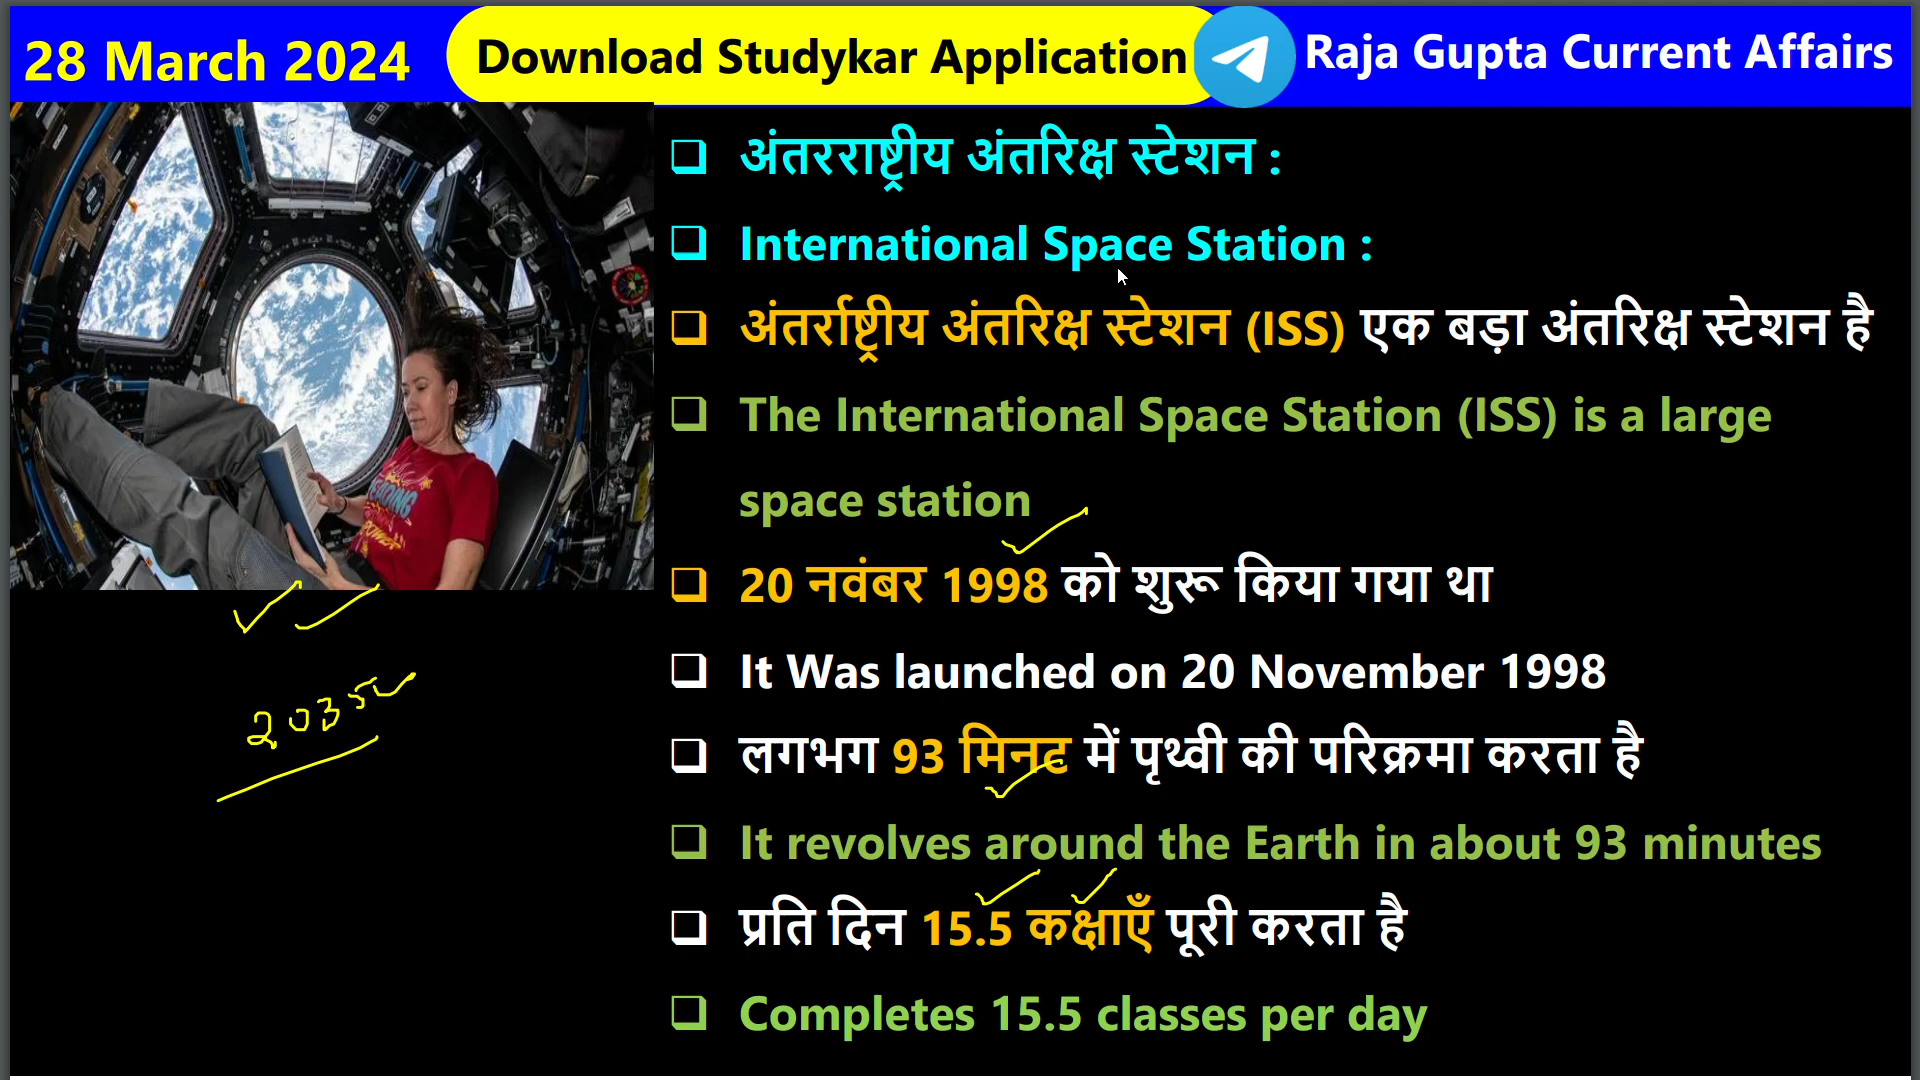 28 March 2024
Download Studykar Application
Raja Gupta Current Affairs
❑ अंतरराष्ट्रीय अंतरिक्ष स्टेशन :
❑ International Space Station :
❑ अंतर्राष्ट्रीय अंतरिक्ष स्टेशन (ISS) एक बड़ा अंतरिक्ष स्टेशन है
❑ The International Space Station (ISS) is a large
space station
❑ 20 नवंबर 1998 को शुरू किया गया था
❑ It Was launched on 20 November 1998
❑ लगभग 93 मिनट में पृथ्वी की परिक्रमा करता है
❑ It revolves around the Earth in about 93 minutes
❑ प्रति दिन 15.5 कक्षाएँ पूरी करता है
❑ Completes 15.5 classes per day